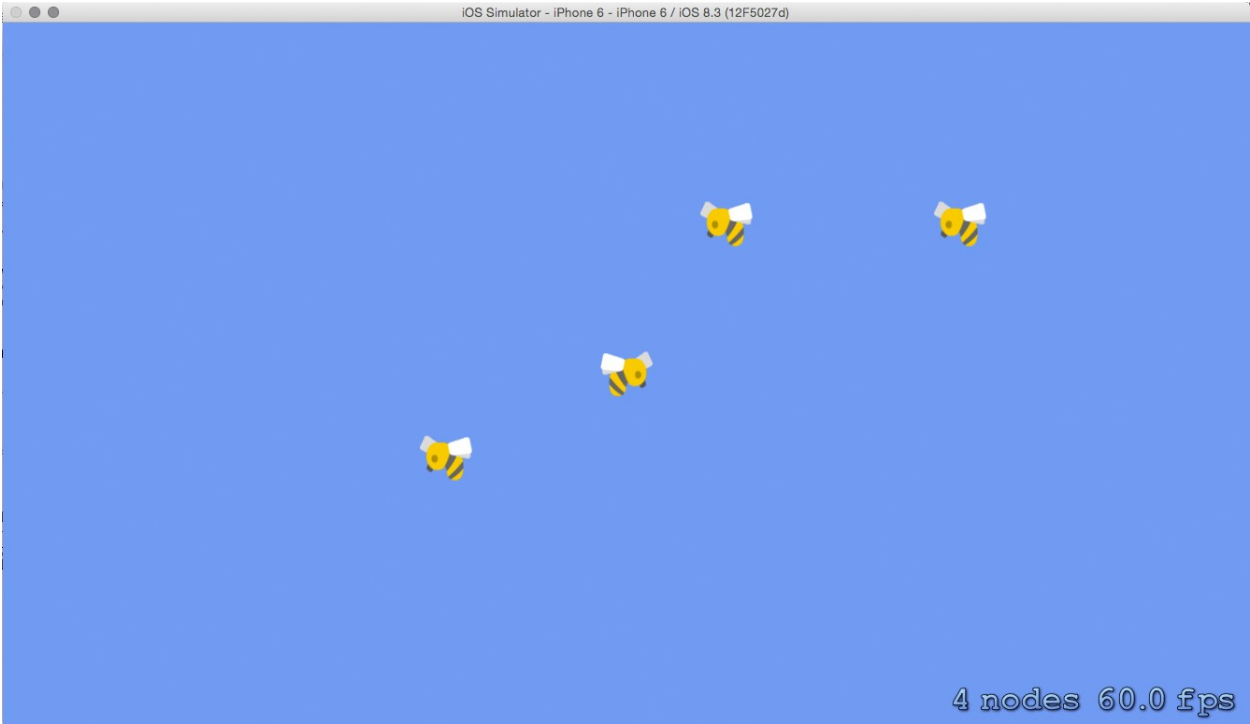 iOS Simulator - iPhone 6 - iPhone 6 / iOS 8.3 (12F5027d)
4 nodes 60.0 fps